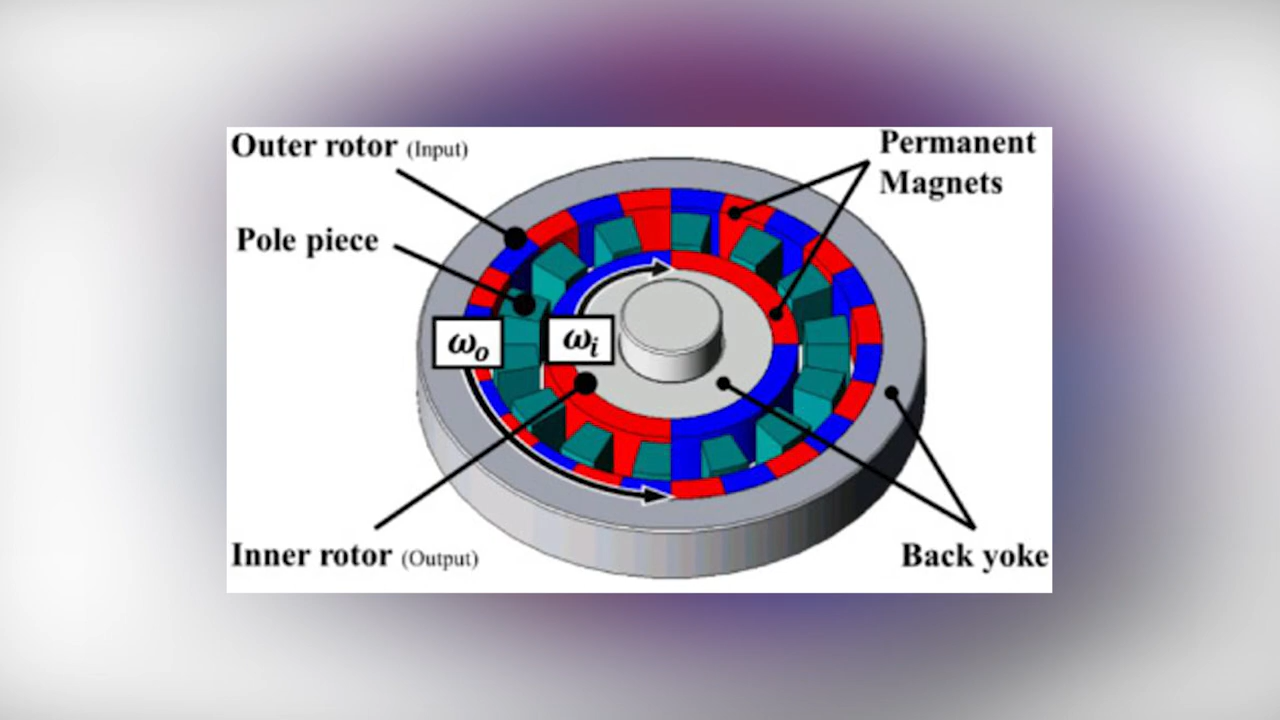 Outer rotor (Input)
Permanent
Magnets
Pole piece
ωₒ
ωᵢ
Inner rotor (Output)
Back yoke